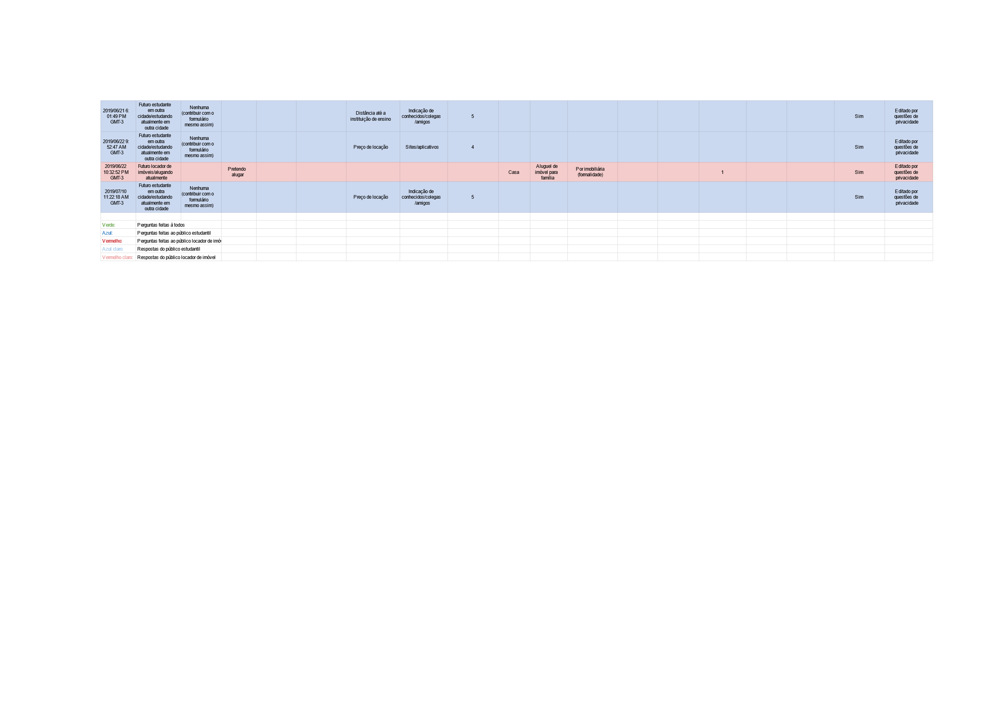 2019/06/21 6:
01:49 PM
GMT-3
Futuro estudante
em outra
cidade/estudando
atualmente em
outra cidade
Nenhuma
(contribuir com o
formulário
mesmo assim)
Distância até a
instituição de ensino
Indicação de
conhecidos/colegas
/amigos
5
Sim
Editado por
questões de
privacidade
2019/06/22 9:
52:47 AM
GMT-3
Futuro estudante
em outra
cidade/estudando
atualmente em
outra cidade
Nenhuma
(contribuir com o
formulário
mesmo assim)
Preço de locação
Sites/aplicativos
4
Sim
Editado por
questões de
privacidade
2019/06/22
10:32:52 PM
GMT-3
Futuro locador de
imóveis/alugando
atualmente
Pretendo
alugar
Casa
Aluguel de
imóvel para
família
Por imobiliária
(formalidade)
1
Sim
Editado por
questões de
privacidade
2019/07/10
11:22:18 AM
GMT-3
Futuro estudante
em outra
cidade/estudando
atualmente em
outra cidade
Nenhuma
(contribuir com o
formulário
mesmo assim)
Preço de locação
Indicação de
conhecidos/colegas
/amigos
5
Sim
Editado por
questões de
privacidade
Verde: Perguntas feitas à todos
Azul: Perguntas feitas ao público estudantil
Vermelho: Perguntas feitas ao público locador de imóv
Azul claro: Respostas do público estudantil
Vermelho claro: Respostas do público locador de imóvel